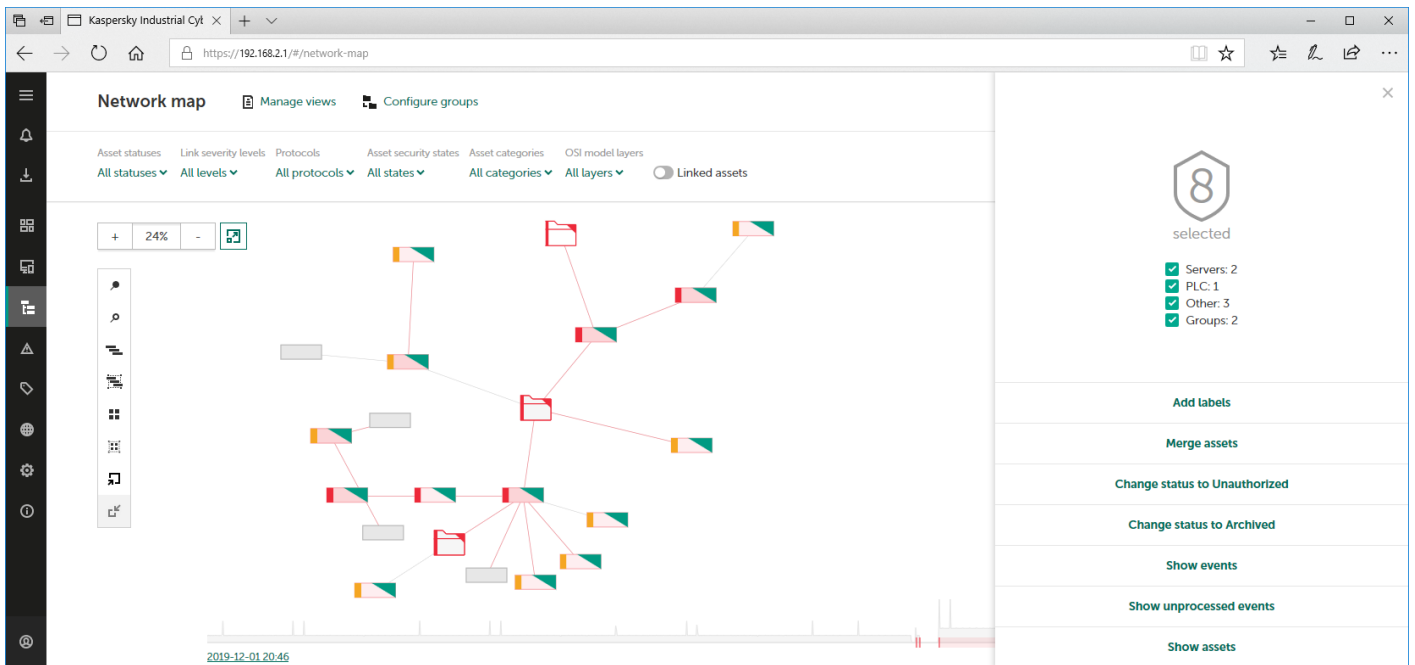 Kaspersky Industrial Cyb
https://192.168.2.1/#/network-map
Network map
Manage views
Configure groups
Asset statuses
Link severity levels
Protocols
Asset security states
Asset categories
OSI model layers
All statuses
All levels
All protocols
All states
All categories
All layers
Linked assets
+ 24% -
8
selected
Servers: 2
PLC: 1
Other: 3
Groups: 2
Add labels
Merge assets
Change status to Unauthorized
Change status to Archived
Show events
Show unprocessed events
Show assets
2019-12-01 20:46